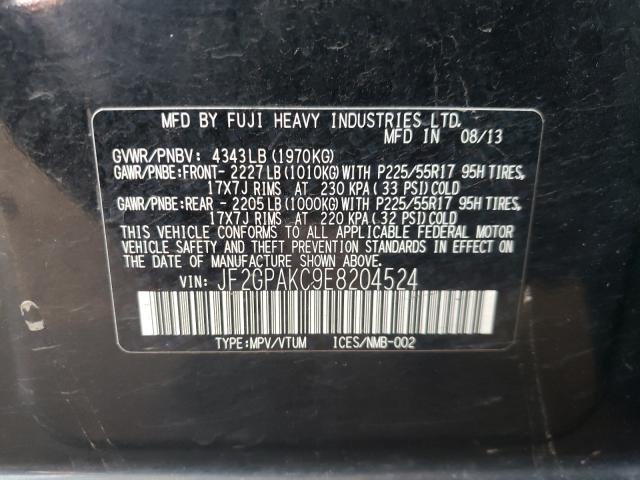 MFD BY FUJI HEAVY INDUSTRIES LTD.
MFD IN 08/13
GVWR/PNBV: 4343LB (1970KG)
GAWR/PNBE:FRONT- 2227LB (1010KG)WITH P225/55R17 95H TIRES,
17X7J RIMS AT 230 KPA (33 PSI)COLD
GAWR/PNBE:REAR - 2205LB (1000KG)WITH P225/55R17 95H TIRES,
17X7J RIMS AT 220 KPA (32 PSI)COLD
THIS VEHICLE CONFORMS TO ALL APPLICABLE FEDERAL MOTOR
VEHICLE SAFETY AND THEFT PREVENTION STANDARDS IN EFFECT ON THE
DATE OF MANUFACTURE SHOWN ABOVE.
VIN: JF2GPAKC9E8204524
TYPE:MPV/VTUM ICES/NMB-002